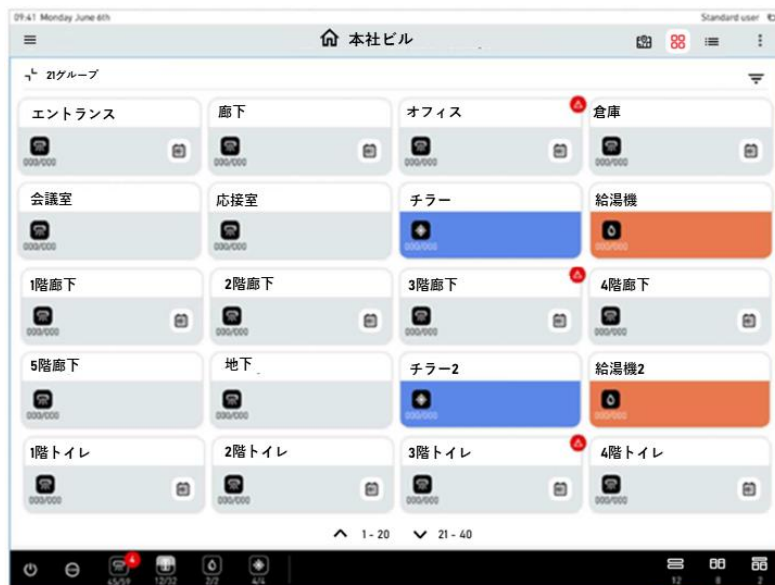 09:41 Monday June 6th Standard user
本社ビル
21グループ
エントランス 廊下 オフィス 倉庫
000/000 000/000 000/000 000/000
会議室 応接室 チラー 給湯機
000/000 000/000 000/000 000/000
1階廊下 2階廊下 3階廊下 4階廊下
000/000 000/000 000/000 000/000
5階廊下 地下 チラー2 給湯機2
000/000 000/000 000/000 000/000
1階トイレ 2階トイレ 3階トイレ 4階トイレ
000/000 000/000 000/000 000/000
1 - 20 21 - 40
4
45/59 12/32 2/2 4/4 92 8